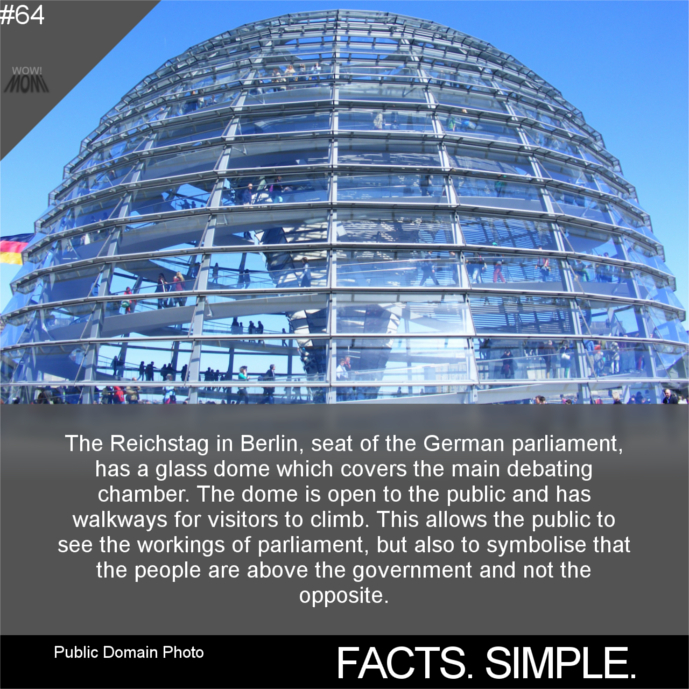 #64
WOW!
MOM
The Reichstag in Berlin, seat of the German parliament,
has a glass dome which covers the main debating
chamber. The dome is open to the public and has
walkways for visitors to climb. This allows the public to
see the workings of parliament, but also to symbolise that
the people are above the government and not the
opposite.
Public Domain Photo
FACTS. SIMPLE.